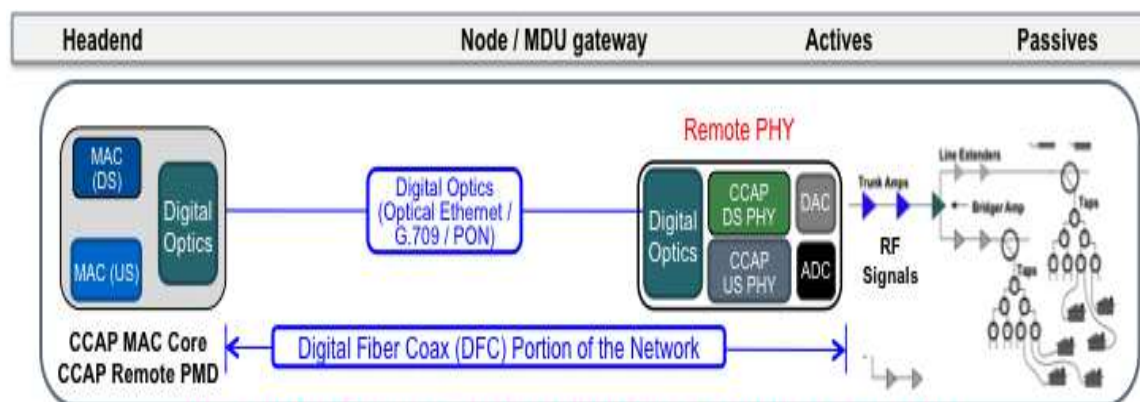 Headend
Node / MDU gateway
Actives
Passives
MAC
(DS)
MAC (US)
Digital
Optics
CCAP MAC Core
CCAP Remote PMD
Digital Optics
(Optical Ethernet /
G.709 / PON)
Digital Fiber Coax (DFC) Portion of the Network
Remote PHY
Digital
Optics
CCAP
DS PHY
DAC
CCAP
US PHY
ADC
Trunk Amps
RF
Signals
Line Extenders
Bridger Amp
Taps
Taps